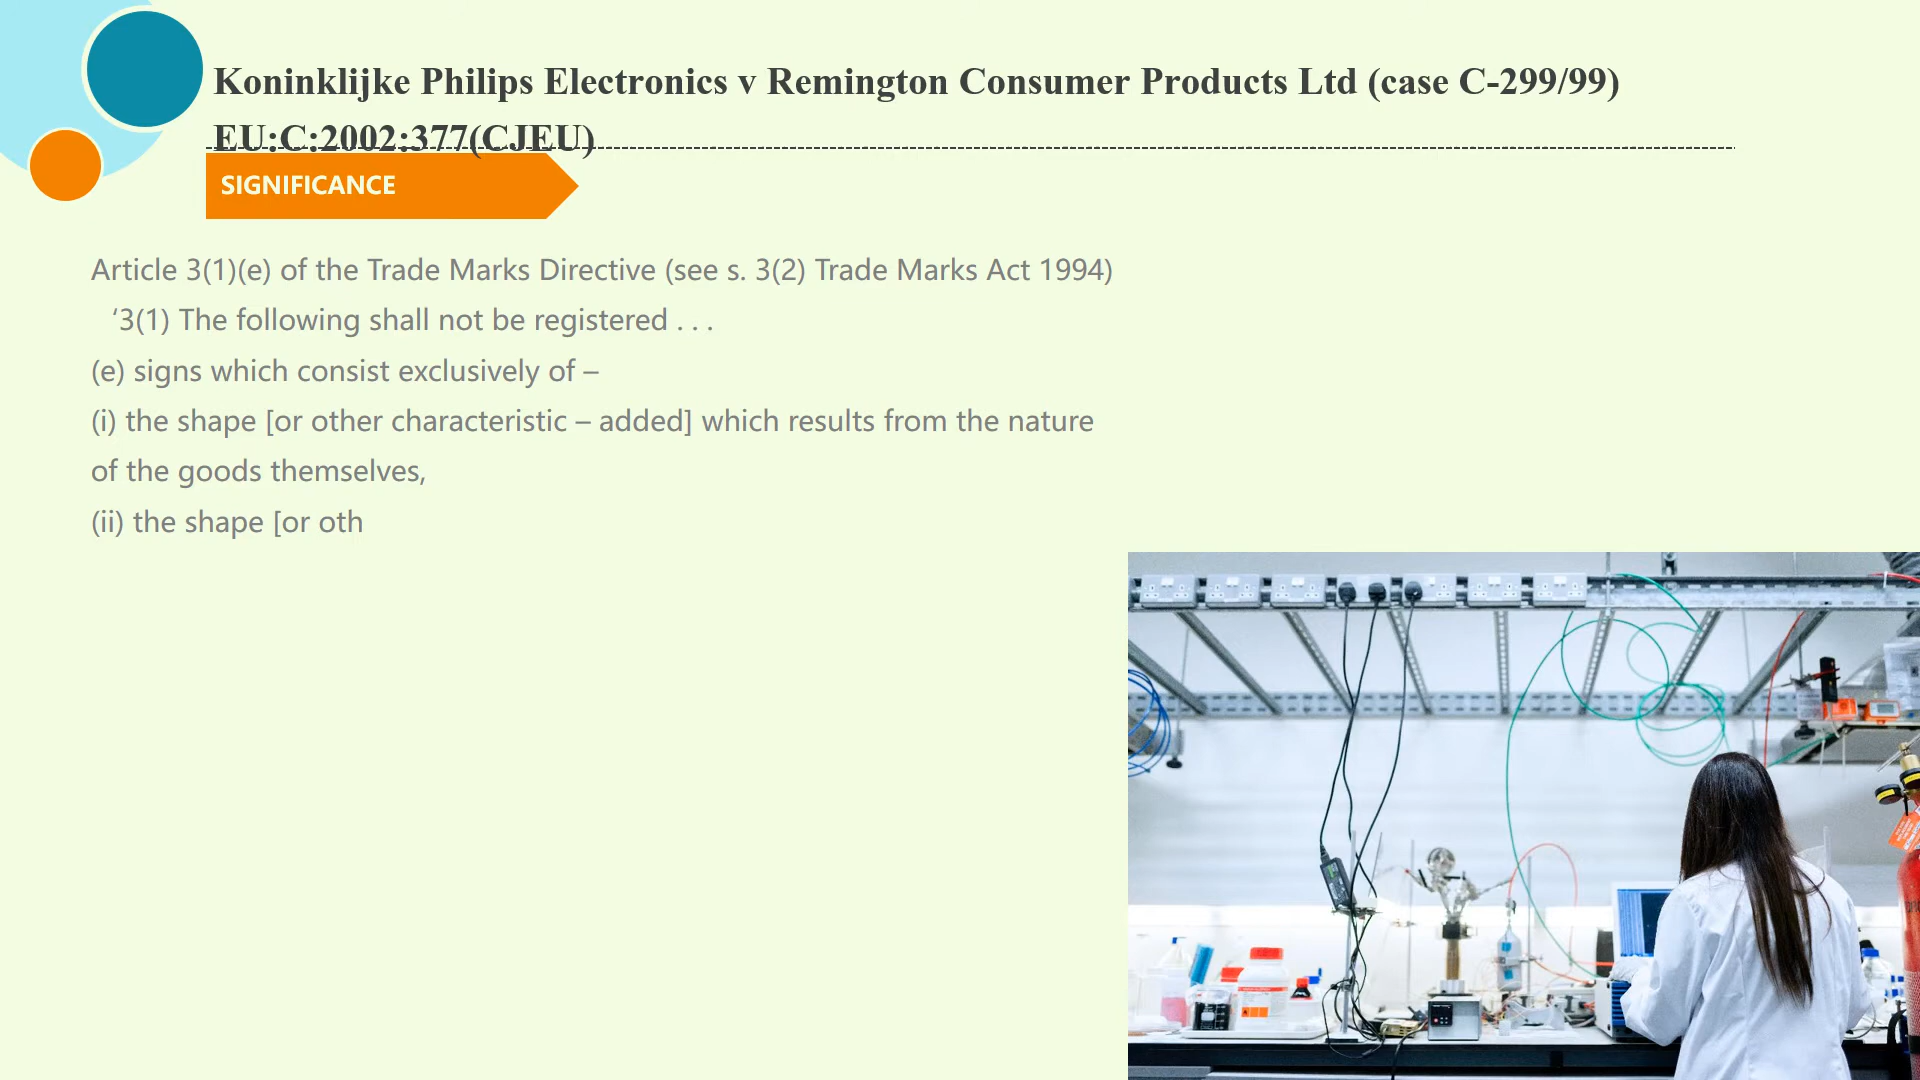 Koninklijke Philips Electronics v Remington Consumer Products Ltd (case C-299/99)
EU:C:2002:377(CJEU)
SIGNIFICANCE
Article 3(1)(e) of the Trade Marks Directive (see s. 3(2) Trade Marks Act 1994)
‘3(1) The following shall not be registered . . .
(e) signs which consist exclusively of –
(i) the shape [or other characteristic – added] which results from the nature
of the goods themselves,
(ii) the shape [or oth